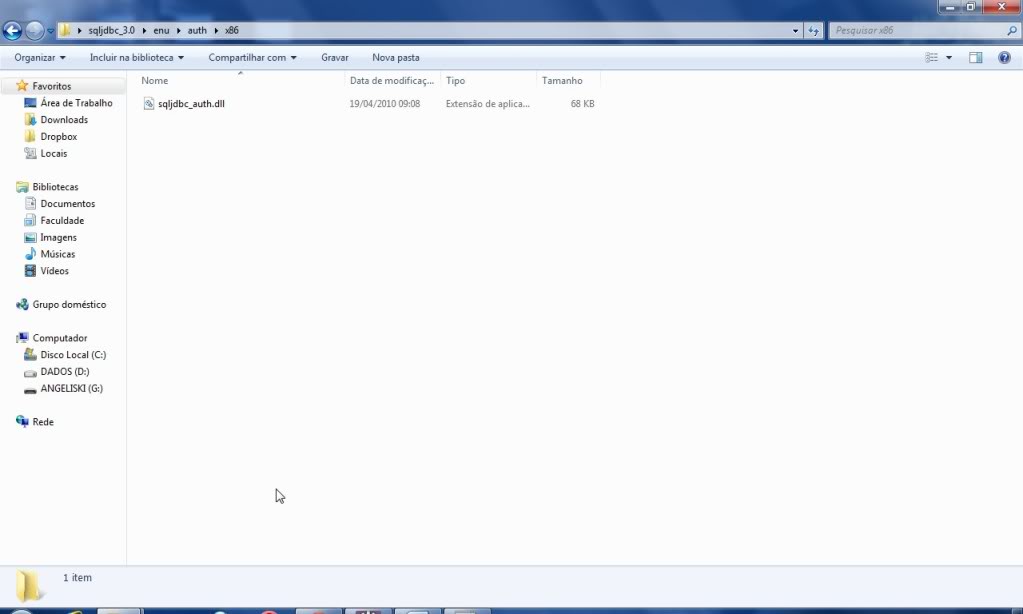 sqljdbc_3.0 enu auth x86
Pesquisar x86
Organizar Incluir na biblioteca Compartilhar com Gravar Nova pasta
Nome Data de modificaç... Tipo Tamanho
sqljdbc_auth.dll 19/04/2010 09:08 Extensão de aplica... 68 KB
Favoritos
Área de Trabalho
Downloads
Dropbox
Locais
Bibliotecas
Documentos
Faculdade
Imagens
Músicas
Vídeos
Grupo doméstico
Computador
Disco Local (C:)
DADOS (D:)
ANGELISKI (G:)
Rede
1 item